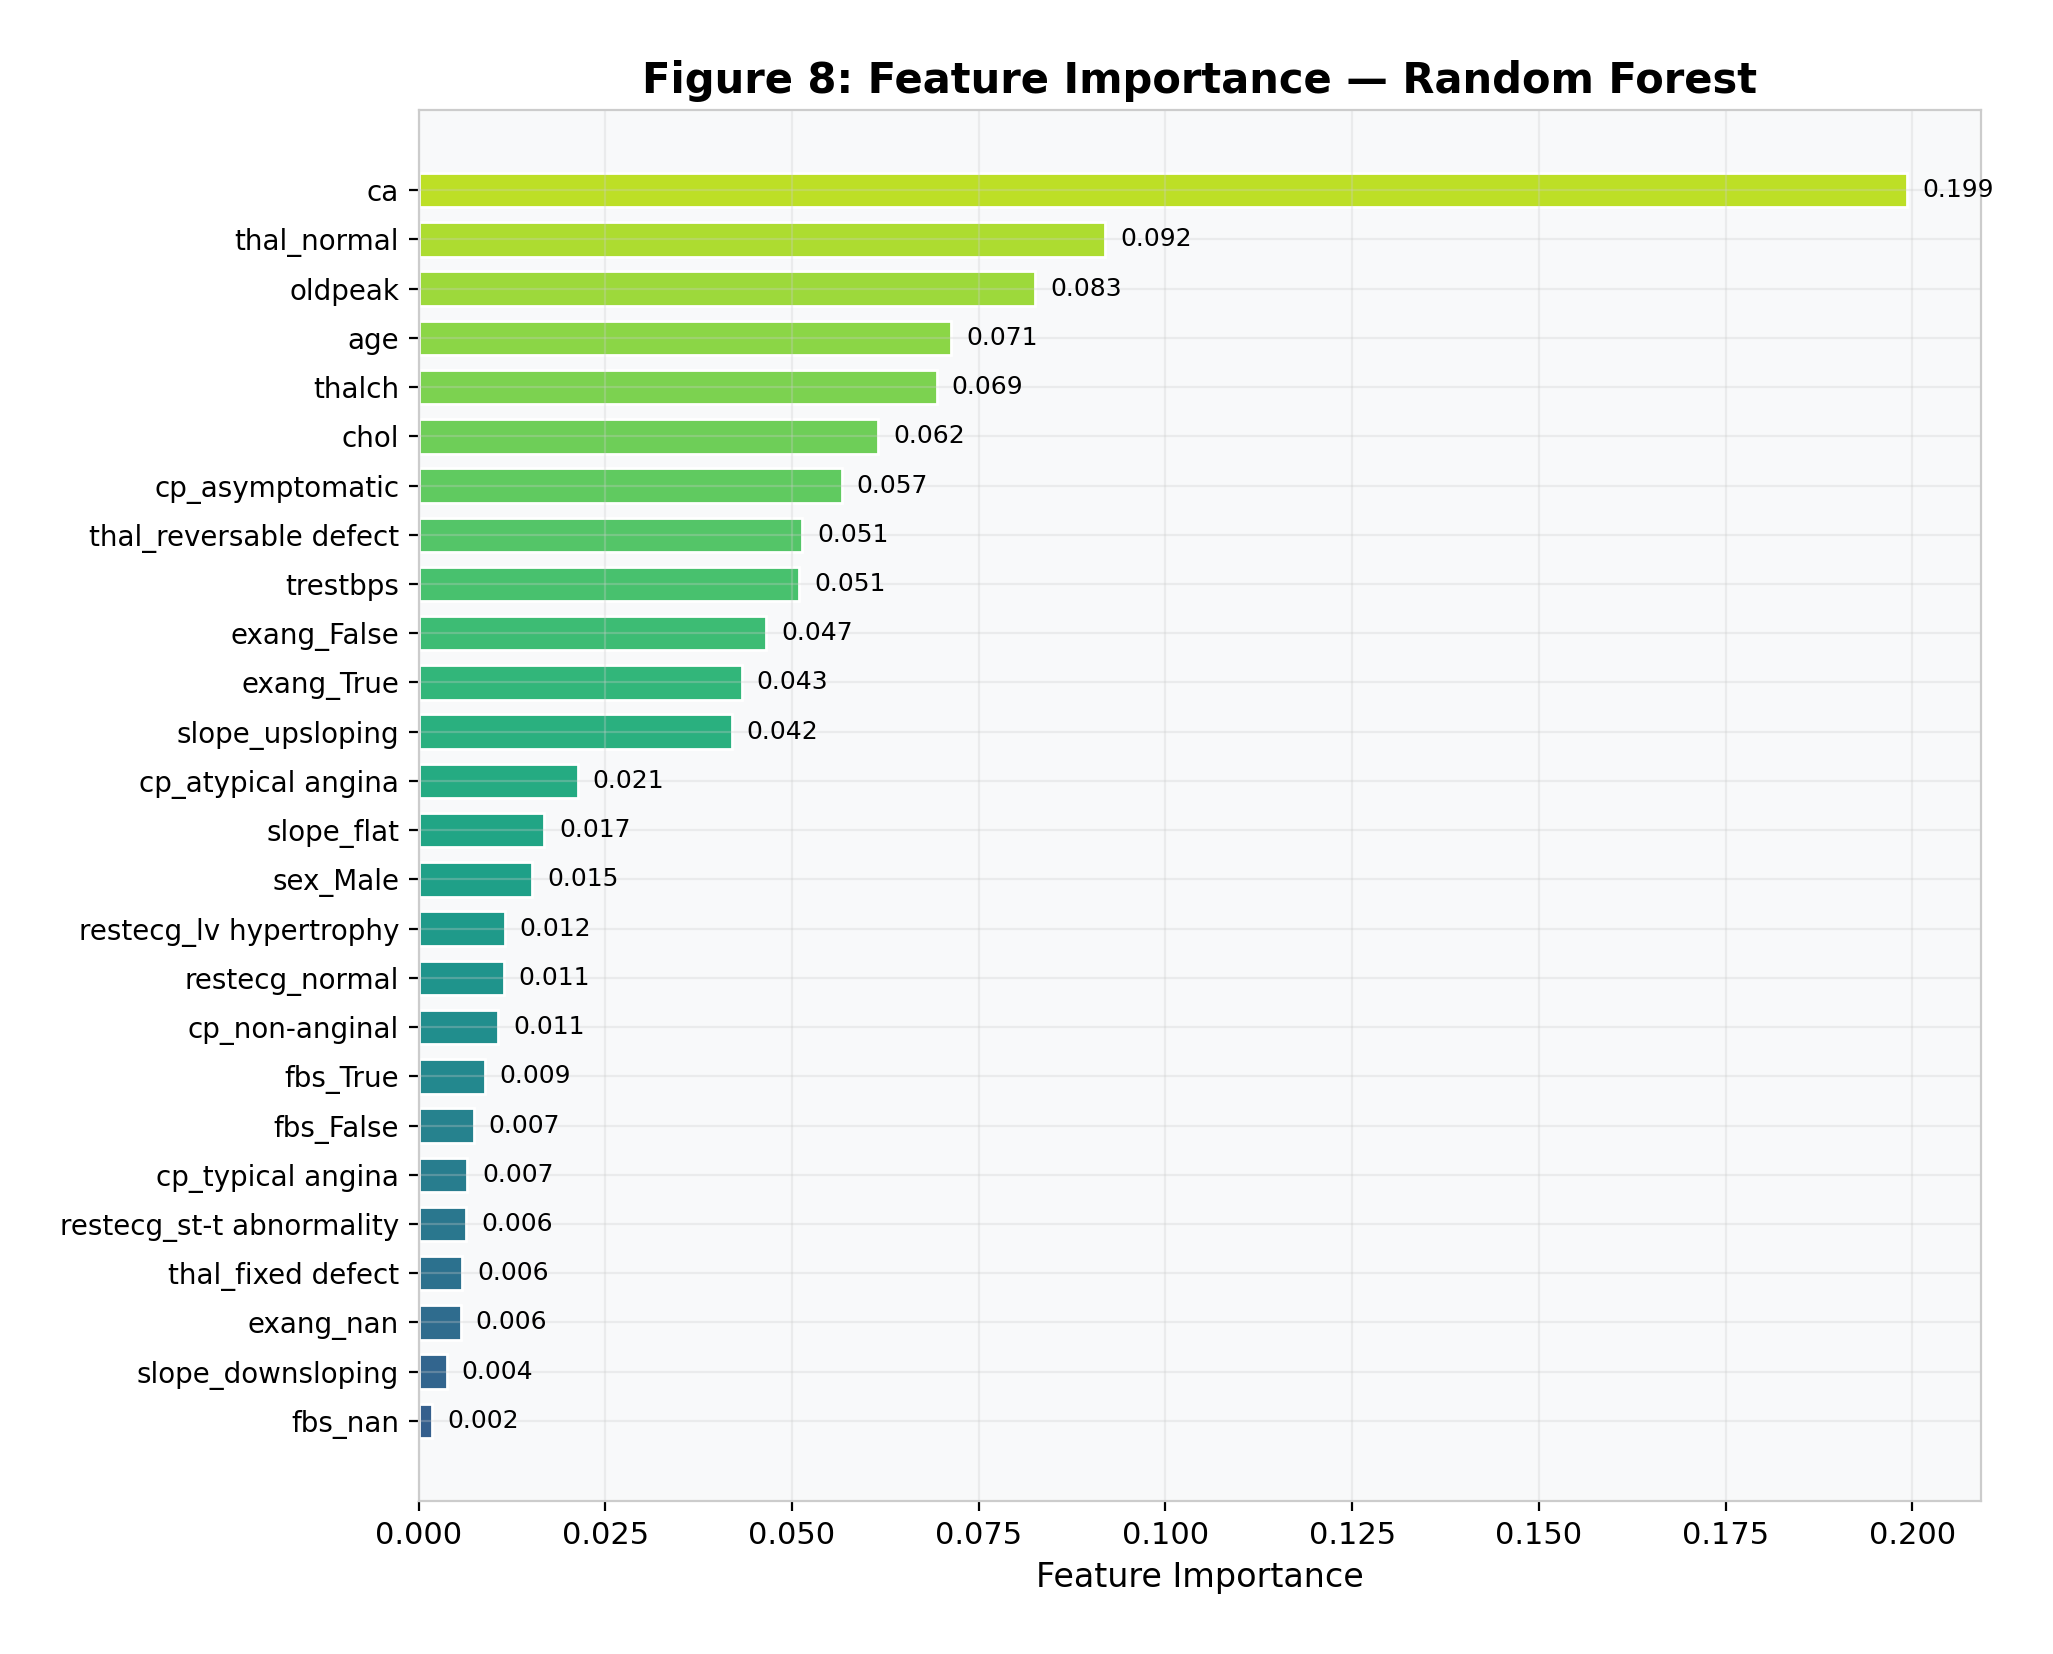 Figure 8: Feature Importance — Random Forest
ca 0.199
thal_normal 0.092
oldpeak 0.083
age 0.071
thalch 0.069
chol 0.062
cp_asymptomatic 0.057
thal_reversable defect 0.051
trestbps 0.051
exang_False 0.047
exang_True 0.043
slope_upsloping 0.042
cp_atypical angina 0.021
slope_flat 0.017
sex_Male 0.015
restecg_lv hypertrophy 0.012
restecg_normal 0.011
cp_non-anginal 0.011
fbs_True 0.009
fbs_False 0.007
cp_typical angina 0.007
restecg_st-t abnormality 0.006
thal_fixed defect 0.006
exang_nan 0.006
slope_downsloping 0.004
fbs_nan 0.002
0.000 0.025 0.050 0.075 0.100 0.125 0.150 0.175 0.200
Feature Importance